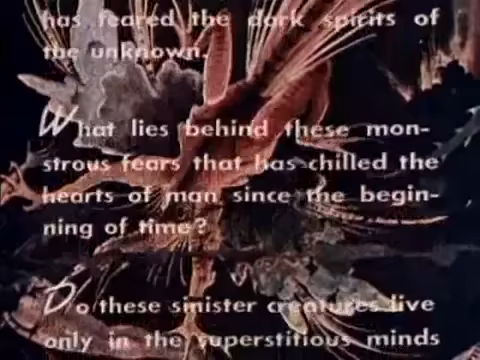 has feared the dark spirits of
the unknown.
What lies behind these mon-
strous fears that has chilled the
hearts of man since the begin-
ning of time?
Do these sinister creatures live
only in the superstitious minds